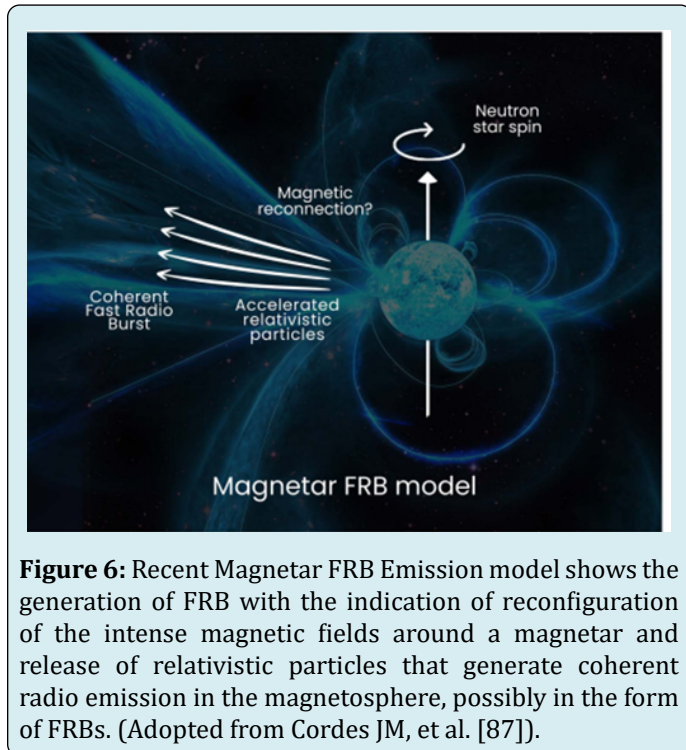 Neutron
star spin
Magnetic
reconnection?
Coherent
Fast Radio
Burst
Accelerated
relativistic
particles
Magnetar FRB model
Figure 6: Recent Magnetar FRB Emission model shows the
generation of FRB with the indication of reconfiguration
of the intense magnetic fields around a magnetar and
release of relativistic particles that generate coherent
radio emission in the magnetosphere, possibly in the form
of FRBs. (Adopted from Cordes JM, et al. [87]).